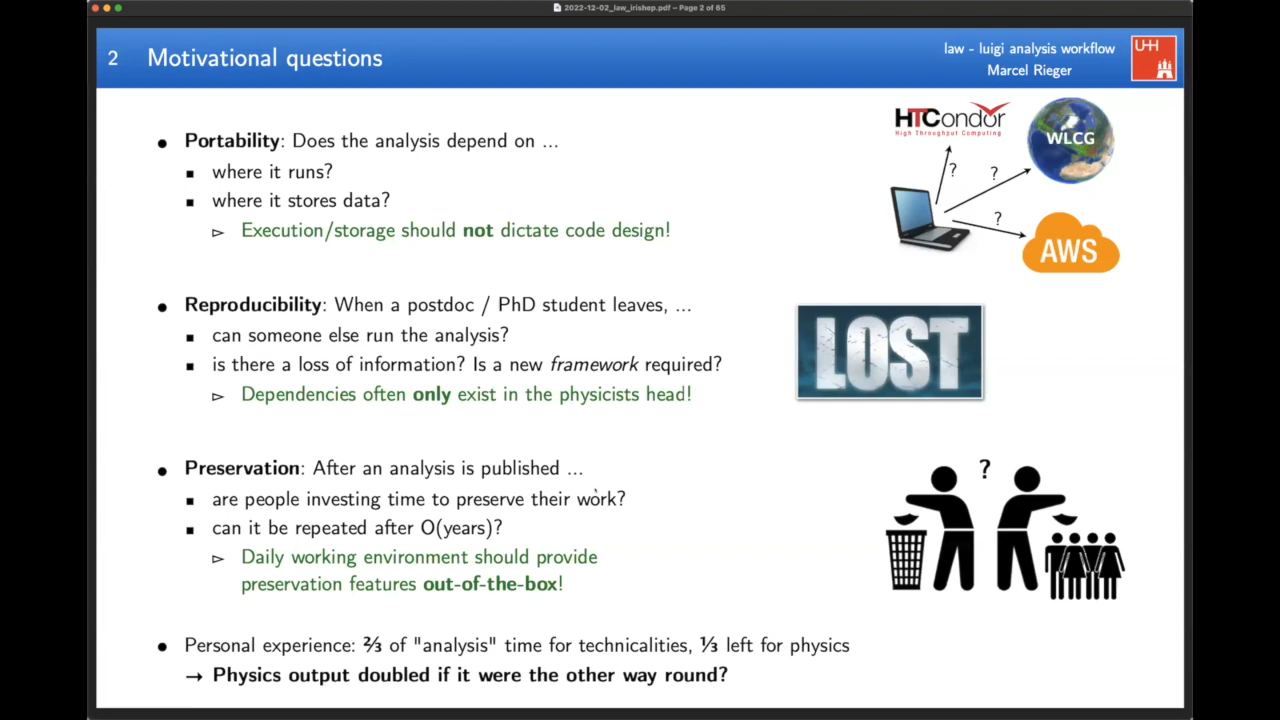 2022-12-02_law_irishep.pdf – Page 2 of 65
2 Motivational questions
law - luigi analysis workflow
Marcel Rieger
UH
• Portability: Does the analysis depend on ...
▪ where it runs?
▪ where it stores data?
▻ Execution/storage should not dictate code design!
HTCondor
High Throughput Computing
WLCG
?
?
?
AWS
• Reproducibility: When a postdoc / PhD student leaves, ...
▪ can someone else run the analysis?
▪ is there a loss of information? Is a new framework required?
▻ Dependencies often only exist in the physicists head!
LOST
• Preservation: After an analysis is published ...
▪ are people investing time to preserve their work?
▪ can it be repeated after O(years)?
▻ Daily working environment should provide
preservation features out-of-the-box!
?
• Personal experience: ⅔ of "analysis" time for technicalities, ⅓ left for physics
→ Physics output doubled if it were the other way round?